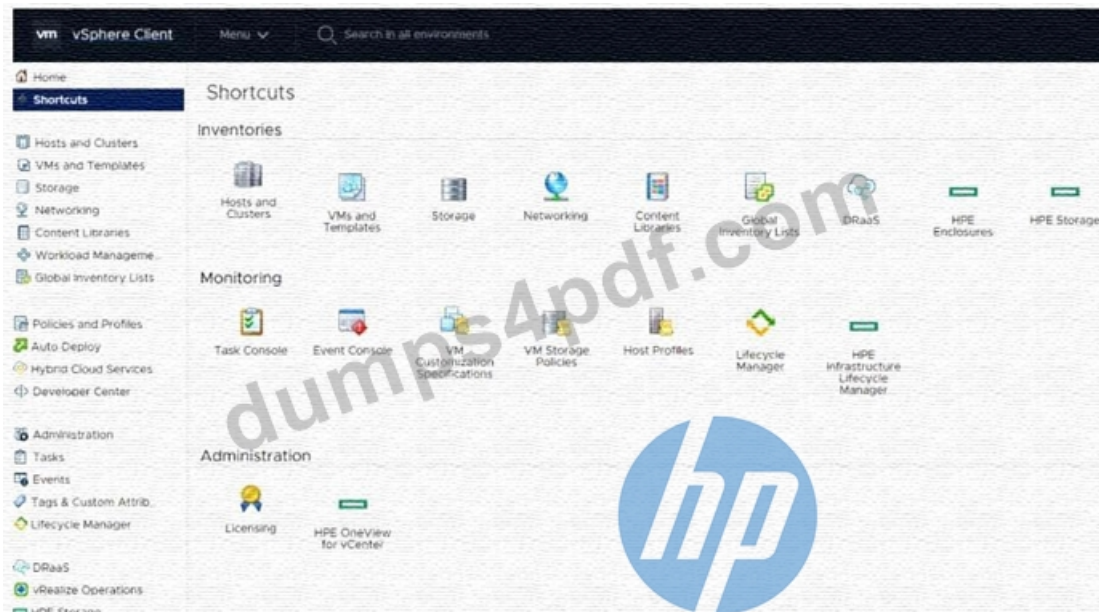 vm vSphere Client Menu Search in all environments
Home
Shortcuts
Hosts and Clusters
VMs and Templates
Storage
Networking
Content Libraries
Workload Manageme..
Global Inventory Lists
Policies and Profiles
Auto Deploy
Hybrid Cloud Services
Developer Center
Administration
Tasks
Events
Tags & Custom Attrib..
Lifecycle Manager
DRaaS
vRealize Operations
HPE Storage
Shortcuts
Inventories
Hosts and
Clusters
VMs and
Templates
Storage
Networking
Content
Libraries
Global
Inventory Lists
DRaaS
HPE
Enclosures
HPE Storage
Monitoring
Task Console
Event Console
VM
Customization
Specifications
VM Storage
Policies
Host Profiles
Lifecycle
Manager
HPE
Infrastructure
Lifecycle
Manager
Administration
Licensing
HPE OneView
for vCenter
dumps4pdf.com
hp